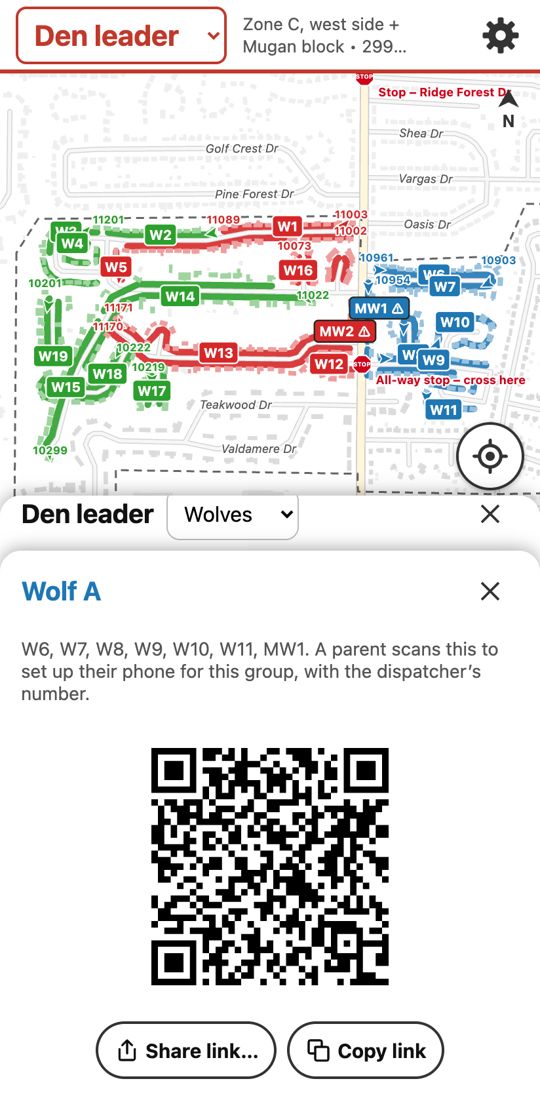 Den leader
Zone C, west side +
Mugan block • 299...
STOP
Stop – Ridge Forest Dr
N
Shea Dr
Golf Crest Dr
Vargas Dr
Pine Forest Dr
11201
11089
11003
Oasis Dr
W2
W1
11002
W4
10073
10961
10903
W5
W16
10954
W7
10201
W14
11022
11171
MW1 ⚠
11170
MW2 ⚠
W10
10222
W13
W19
W9
10219
W12
STOP
W18
All-way stop – cross here
W15
W17
Teakwood Dr
W11
10299
Valdamere Dr
Den leader
Wolves
Wolf A
W6, W7, W8, W9, W10, W11, MW1. A parent scans this to
set up their phone for this group, with the dispatcher’s
number.
Share link...
Copy link